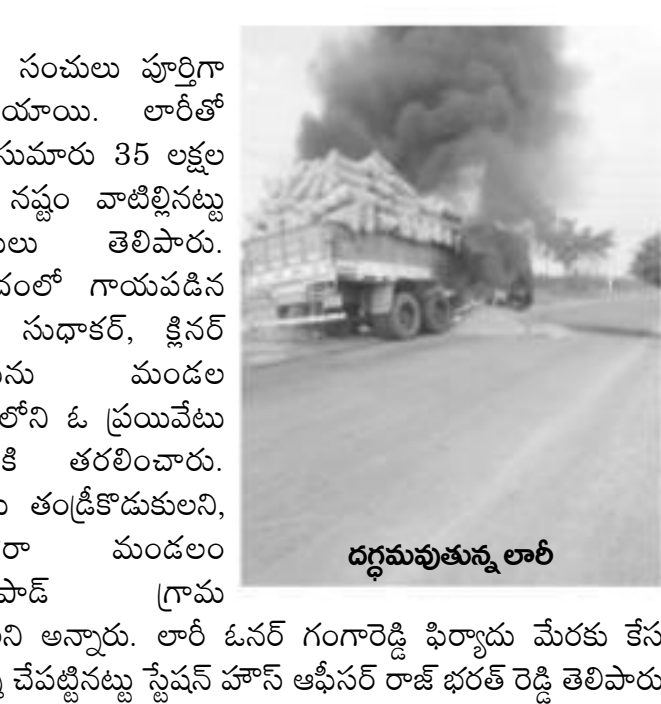 సంచులు పూర్తిగా
యాయి. లారీతో
సుమారు 35 లక్షల
నష్టం వాటిల్లినట్టు
తెలిపారు.
గాయపడిన
సుధాకర్, క్లినర్
మండల
లోని ఓ ప్రయివేటు
కి తరలించారు.
తండ్రీకొడుకులని,
మండలం
గ్రామ
ని అన్నారు. లారీ ఓనర్ గంగారెడ్డి ఫిర్యాదు మేరకు కేస
చేపట్టినట్టు స్టేషన్ హౌస్ ఆఫీసర్ రాజ్ భరత్ రెడ్డి తెలిపారు
దగ్ధమవుతున్న లారీ